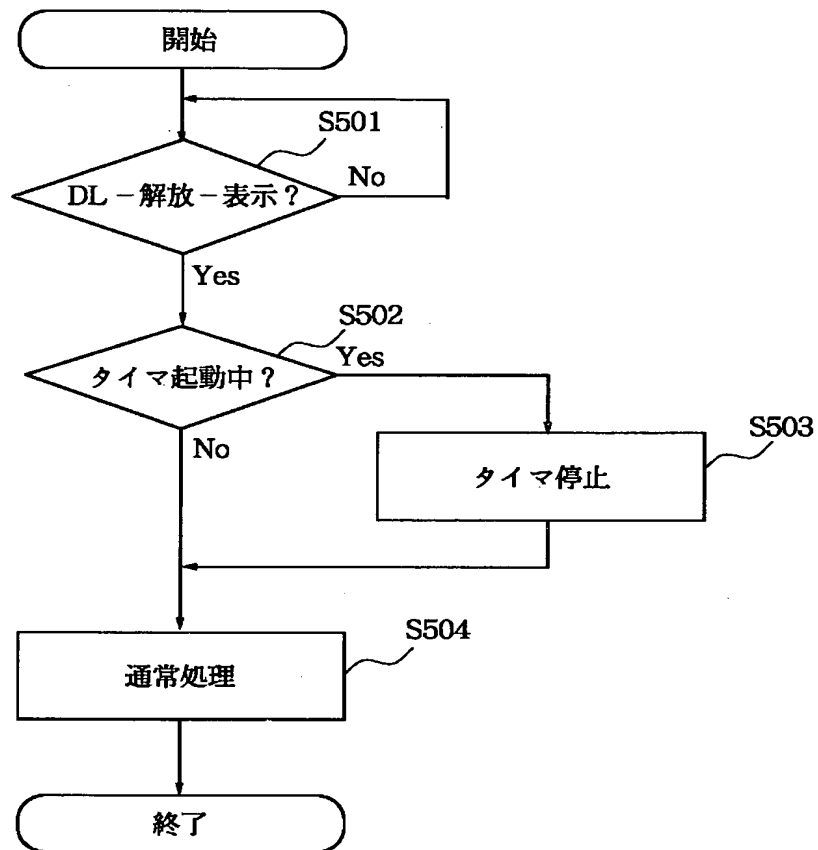 開始
S501
DL－解放－表示？
No
Yes
S502
タイマ起動中？
Yes
No
S503
タイマ停止
S504
通常処理
終了